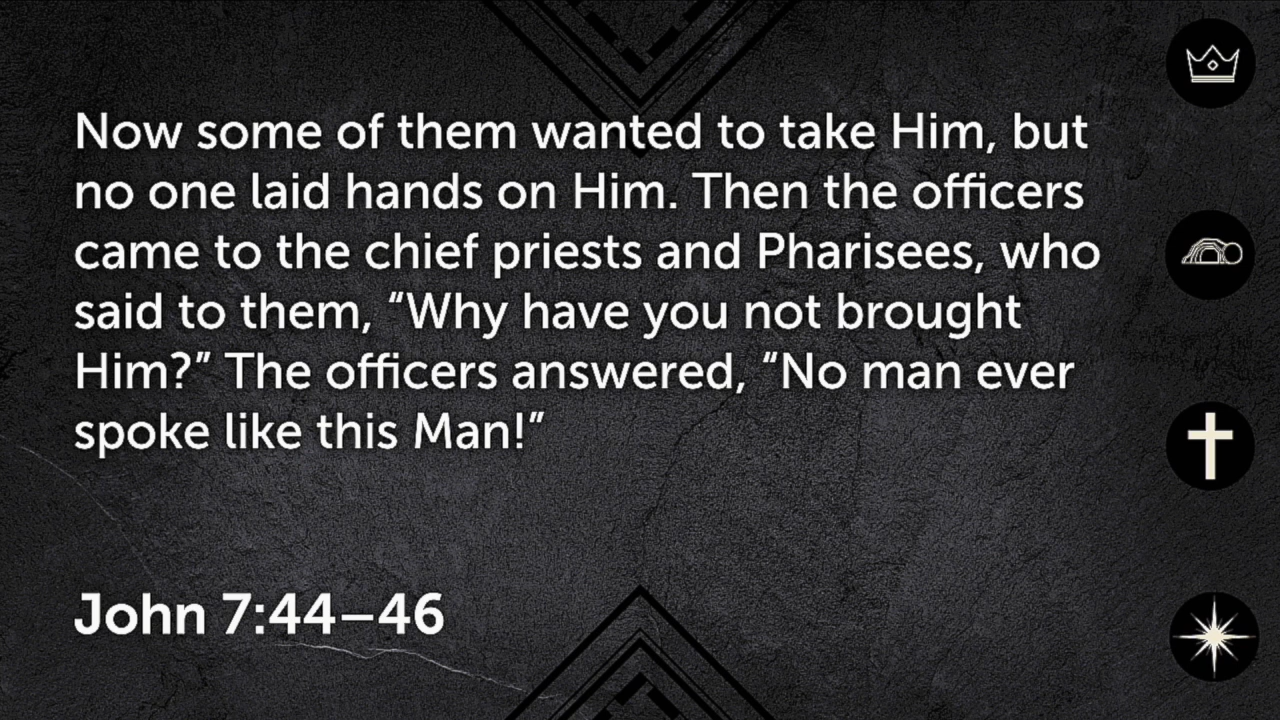 Now some of them wanted to take Him, but
no one laid hands on Him. Then the officers
came to the chief priests and Pharisees, who
said to them, “Why have you not brought
Him?” The officers answered, “No man ever
spoke like this Man!”
John 7:44–46